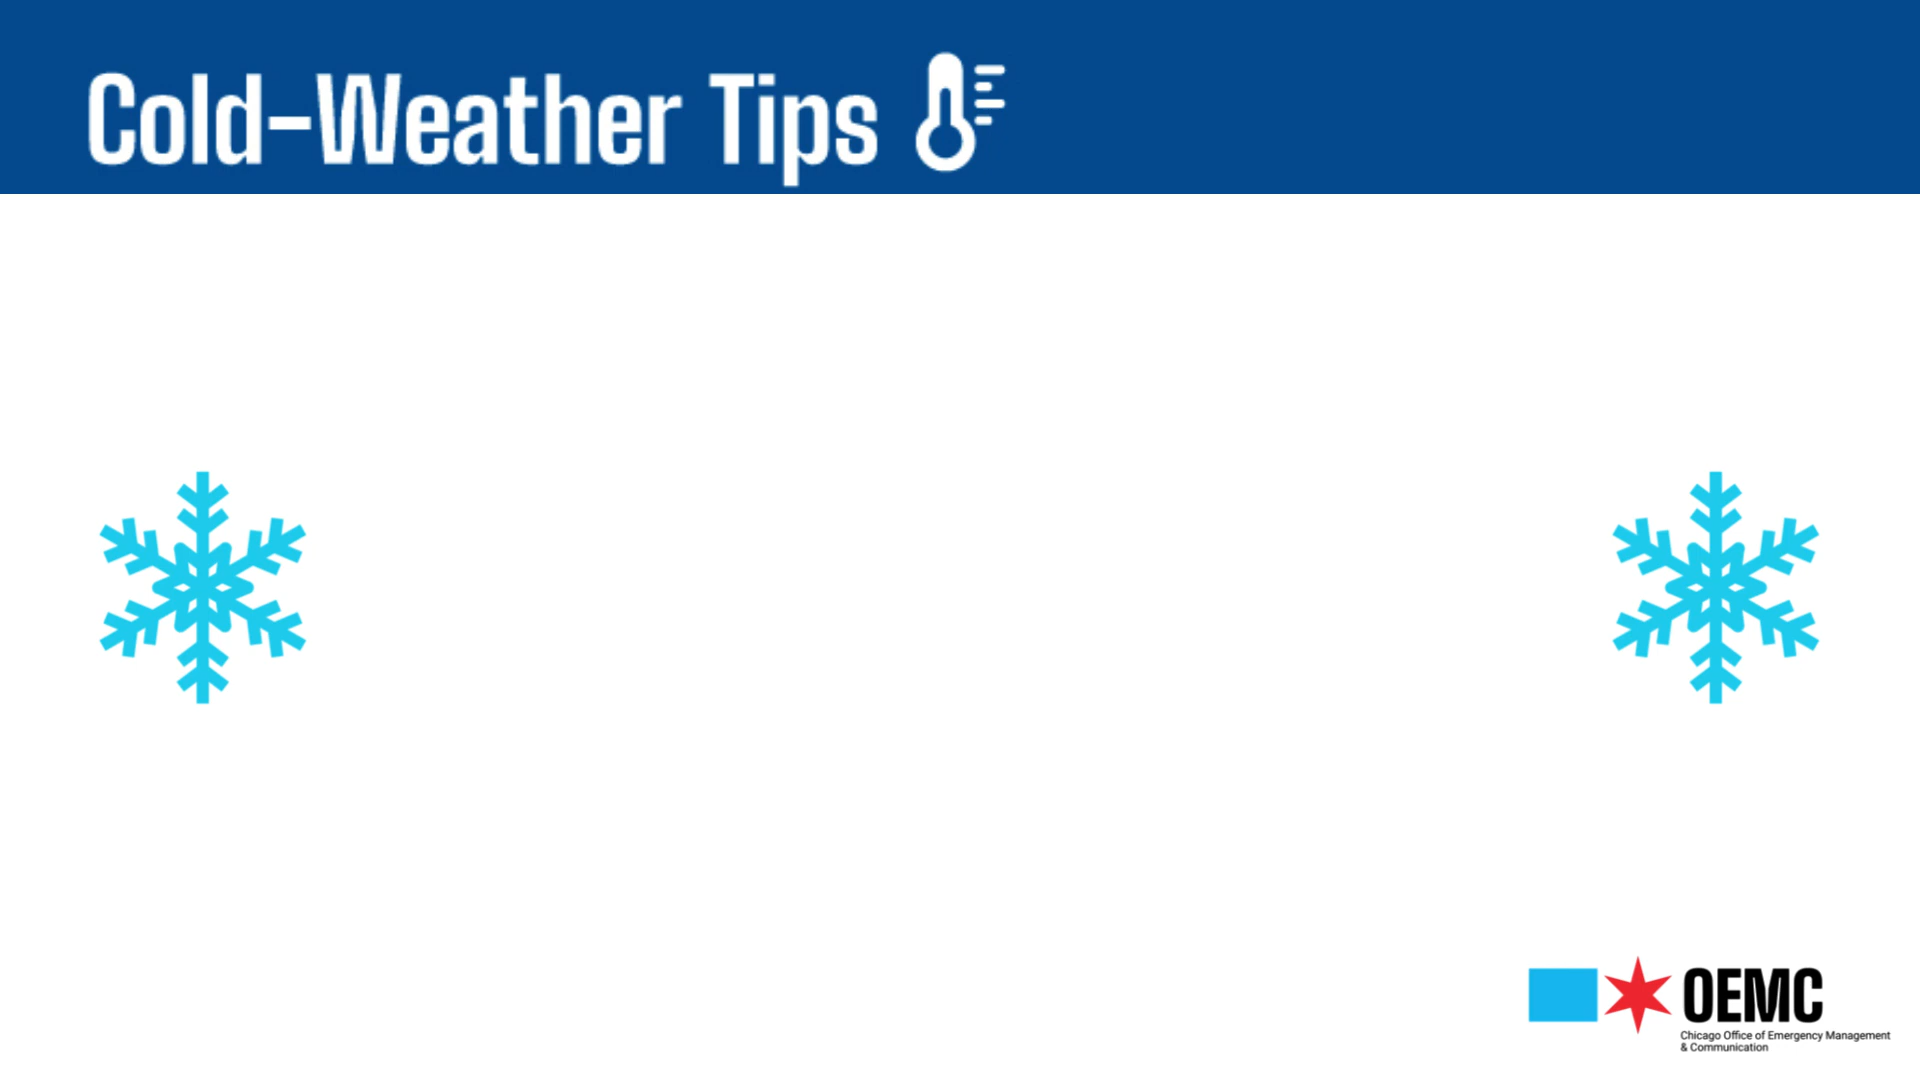 Cold-Weather Tips
OEMC
Chicago Office of Emergency Management
& Communication